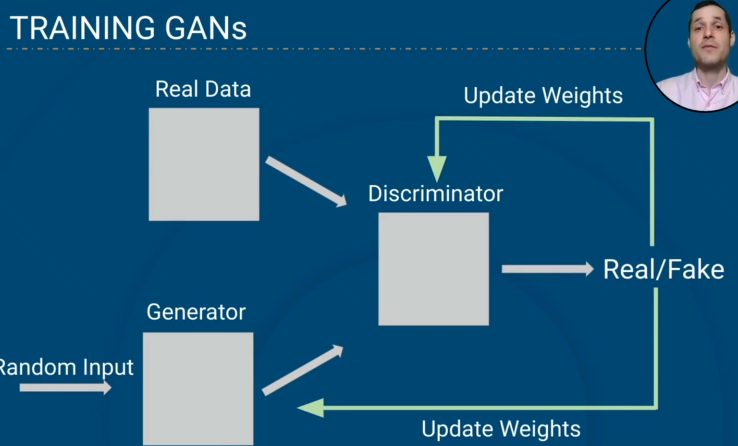 TRAINING GANs
Real Data
Update Weights
Discriminator
Real/Fake
Generator
Random Input
Update Weights